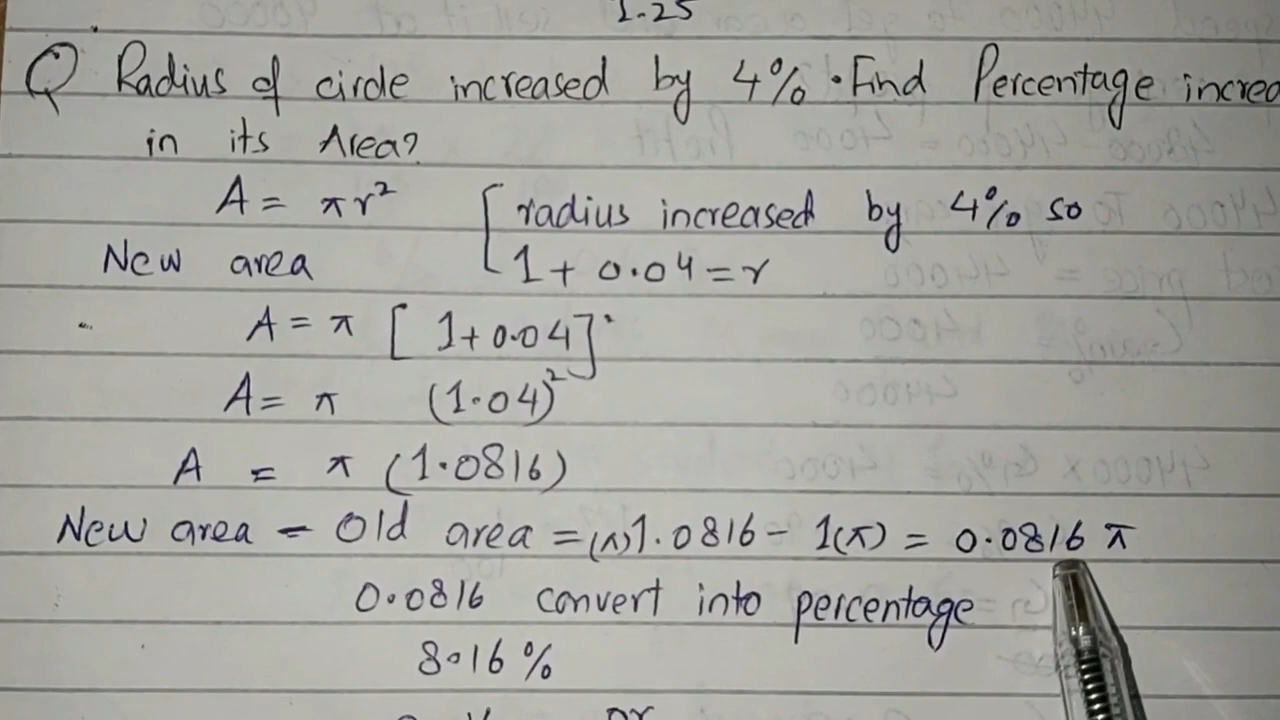 1.25
Q Radius of circle increased by 4% . Find Percentage increa
in its Area?
A = πr²
[ radius increased by 4% so
1 + 0.04 = r
New area
A = π [ 1 + 0.04 ]²
A = π (1.04)²
A = π (1.0816)
New area - Old area = (π)1.0816 - 1(π) = 0.0816 π
0.0816 convert into percentage
8.16 %
or